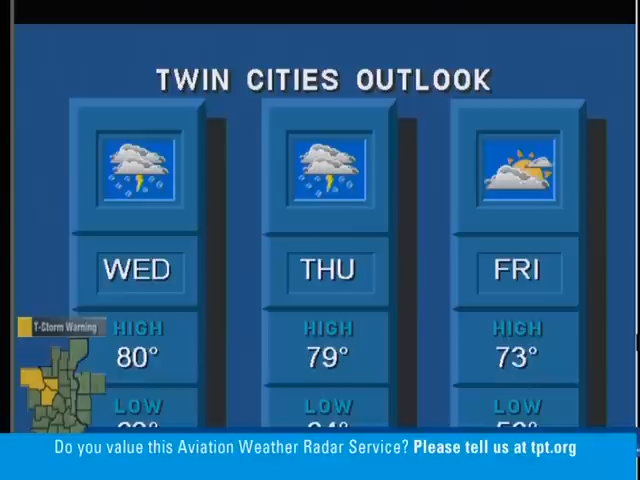 TWIN CITIES OUTLOOK
WED THU FRI
T-Storm Warning
HIGH HIGH HIGH
80° 79° 73°
LOW LOW LOW
Do you value this Aviation Weather Radar Service? Please tell us at tpt.org